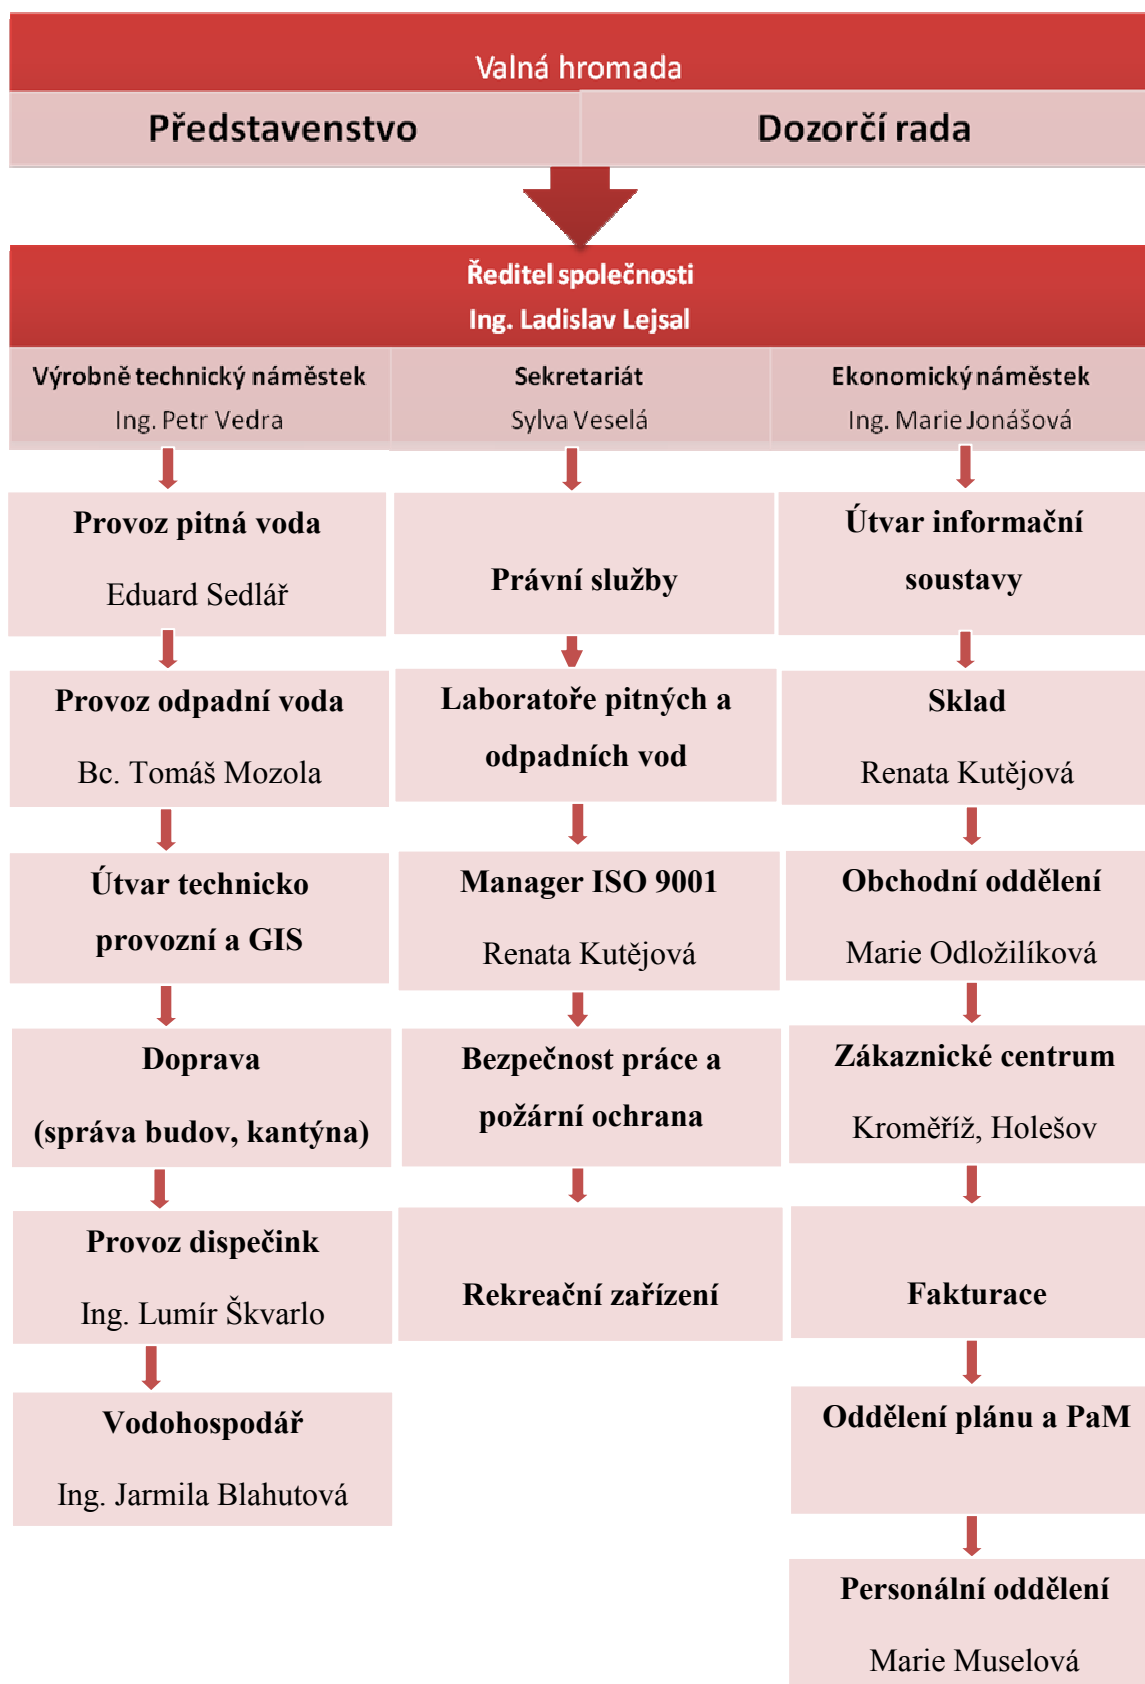 Valná hromada
Představenstvo
Dozorčí rada
Ředitel společnosti
Ing. Ladislav Lejsal
Výrobně technický náměstek
Ing. Petr Vedra
Sekretariát
Sylva Veselá
Ekonomický náměstek
Ing. Marie Jonášová
Provoz pitná voda
Eduard Sedlář
Provoz odpadní voda
Bc. Tomáš Mozola
Útvar technicko
provozní a GIS
Doprava
(správa budov, kantýna)
Provoz dispečink
Ing. Lumír Škvarlo
Vodohospodář
Ing. Jarmila Blahutová
Právní služby
Laboratoře pitných a
odpadních vod
Manager ISO 9001
Renata Kutějová
Bezpečnost práce a
požární ochrana
Rekreační zařízení
Útvar informační
soustavy
Sklad
Renata Kutějová
Obchodní oddělení
Marie Odložilíková
Zákaznické centrum
Kroměříž, Holešov
Fakturace
Oddělení plánu a PaM
Personální oddělení
Marie Muselová